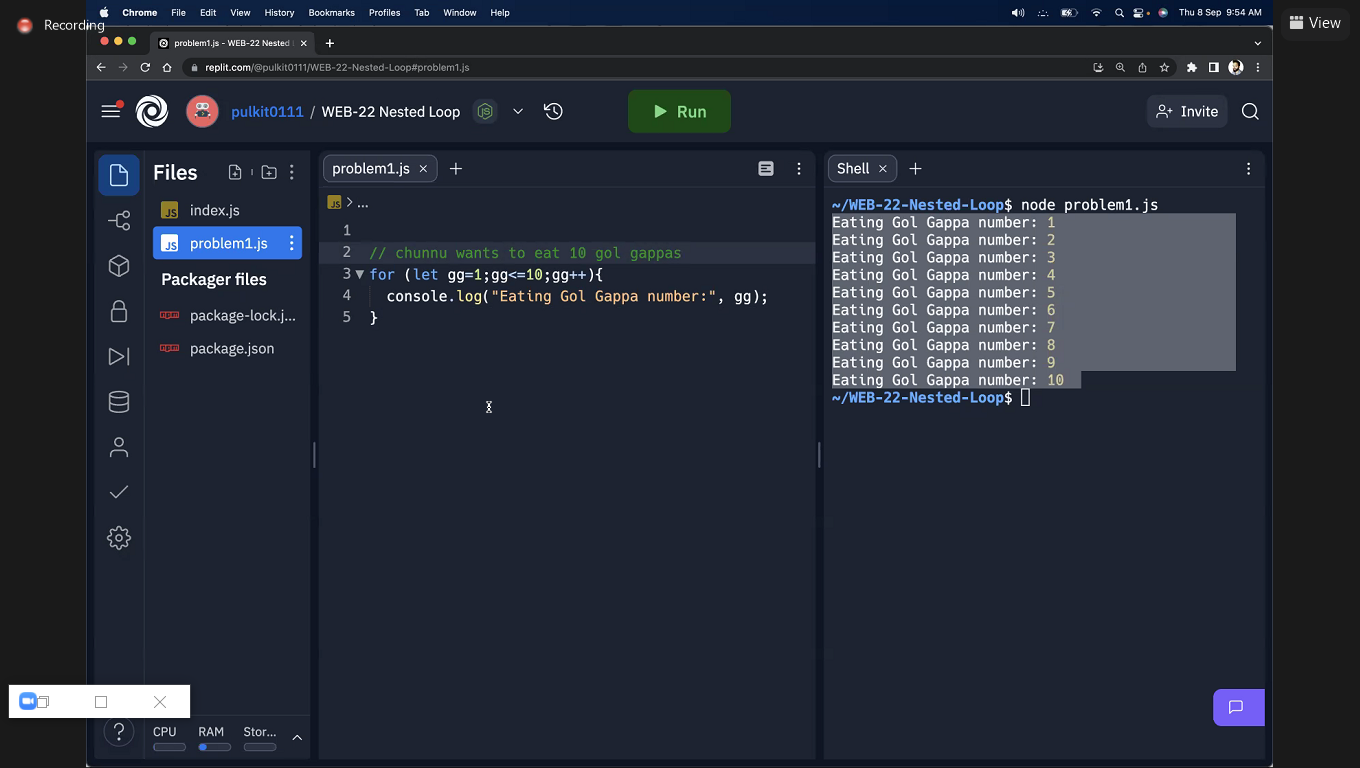 Chrome File Edit View History Bookmarks Profiles Tab Window Help Thu 8 Sep 9:54 AM
Recording
View
problem1.js - WEB-22 Nested
replit.com/@pulkit0111/WEB-22-Nested-Loop#problem1.js
pulkit0111 / WEB-22 Nested Loop
Run
Invite
Files
index.js
problem1.js
Packager files
package-lock.j...
package.json
problem1.js
JS > ...
1
2 // chunnu wants to eat 10 gol gappas
3 for (let gg=1;gg<=10;gg++){
4 console.log("Eating Gol Gappa number:", gg);
5 }
Shell
~/WEB-22-Nested-Loop$ node problem1.js
Eating Gol Gappa number: 1
Eating Gol Gappa number: 2
Eating Gol Gappa number: 3
Eating Gol Gappa number: 4
Eating Gol Gappa number: 5
Eating Gol Gappa number: 6
Eating Gol Gappa number: 7
Eating Gol Gappa number: 8
Eating Gol Gappa number: 9
Eating Gol Gappa number: 10
~/WEB-22-Nested-Loop$
? CPU RAM Stor...